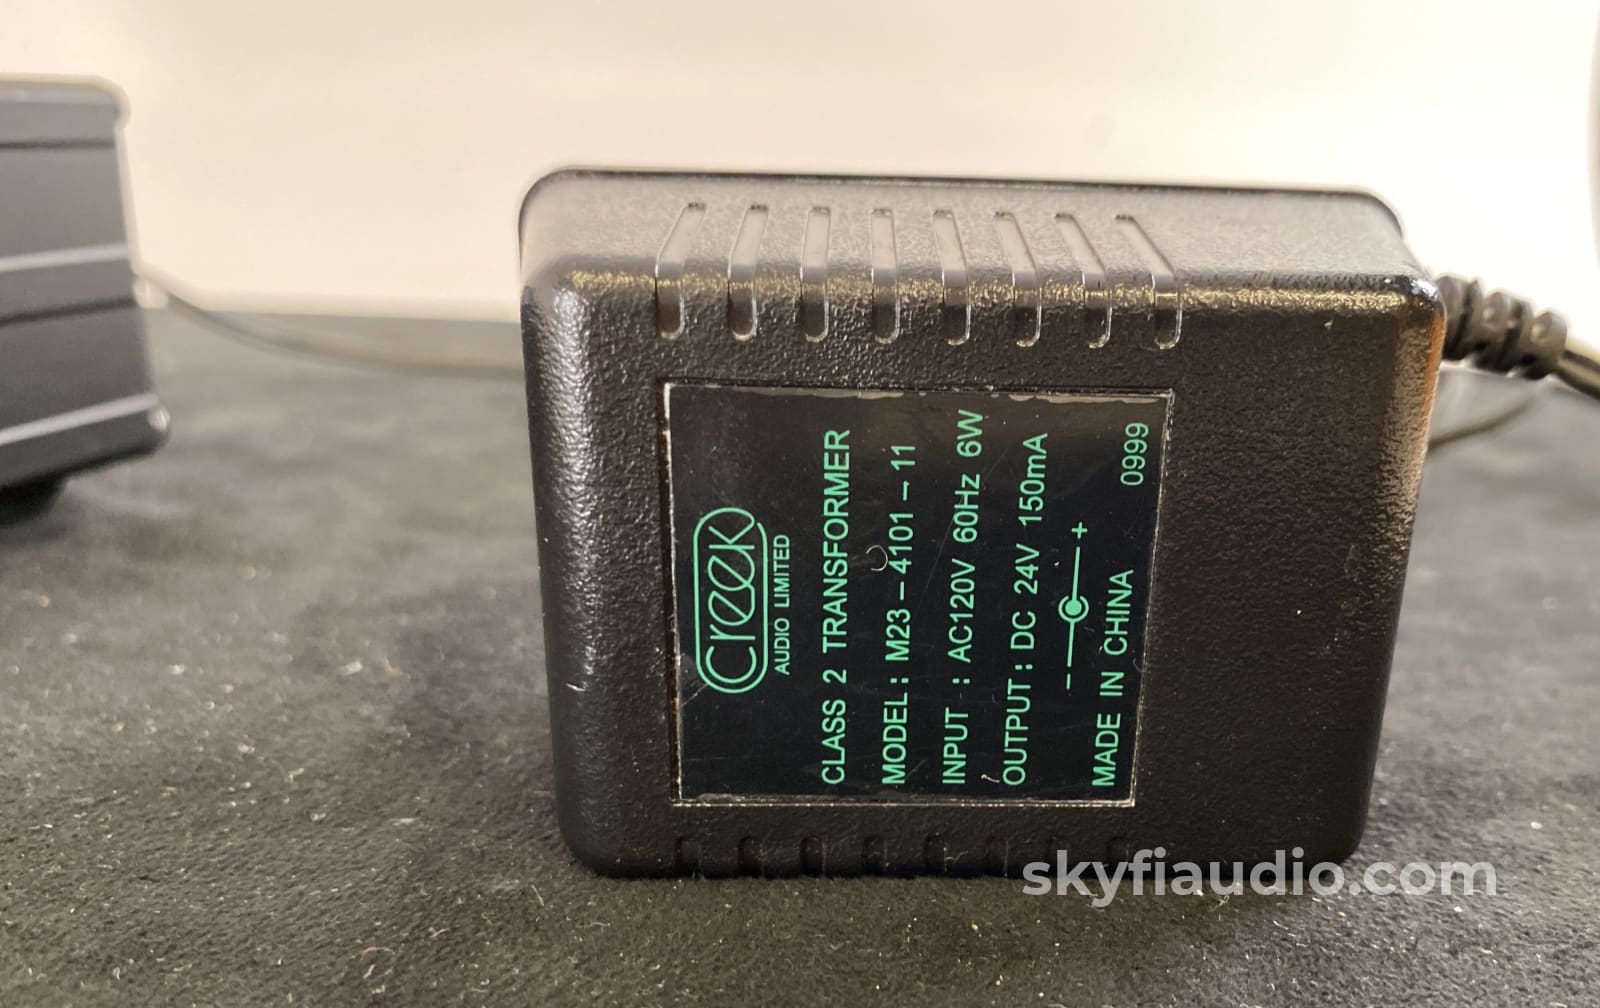 Creek
AUDIO LIMITED
CLASS 2 TRANSFORMER
MODEL : M23 – 4101 – 11
INPUT : AC120V 60Hz 6W
OUTPUT : DC 24V 150mA
– +
MADE IN CHINA 0999
skyfiaudio.com